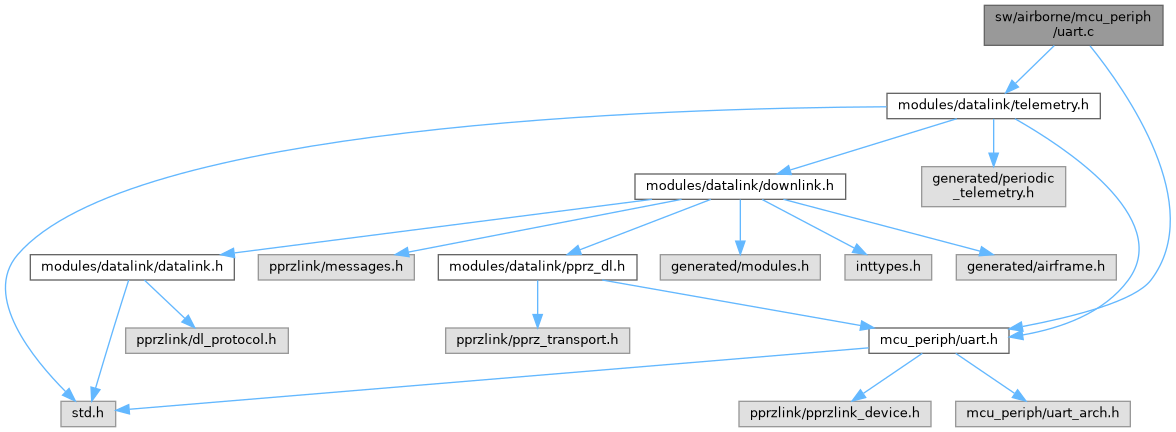 sw/airborne/mcu_periph
/uart.c
modules/datalink/telemetry.h
generated/periodic
_telemetry.h
modules/datalink/downlink.h
modules/datalink/datalink.h
pprzlink/messages.h
modules/datalink/pprz_dl.h
generated/modules.h
inttypes.h
generated/airframe.h
pprzlink/dl_protocol.h
pprzlink/pprz_transport.h
mcu_periph/uart.h
std.h
pprzlink/pprzlink_device.h
mcu_periph/uart_arch.h